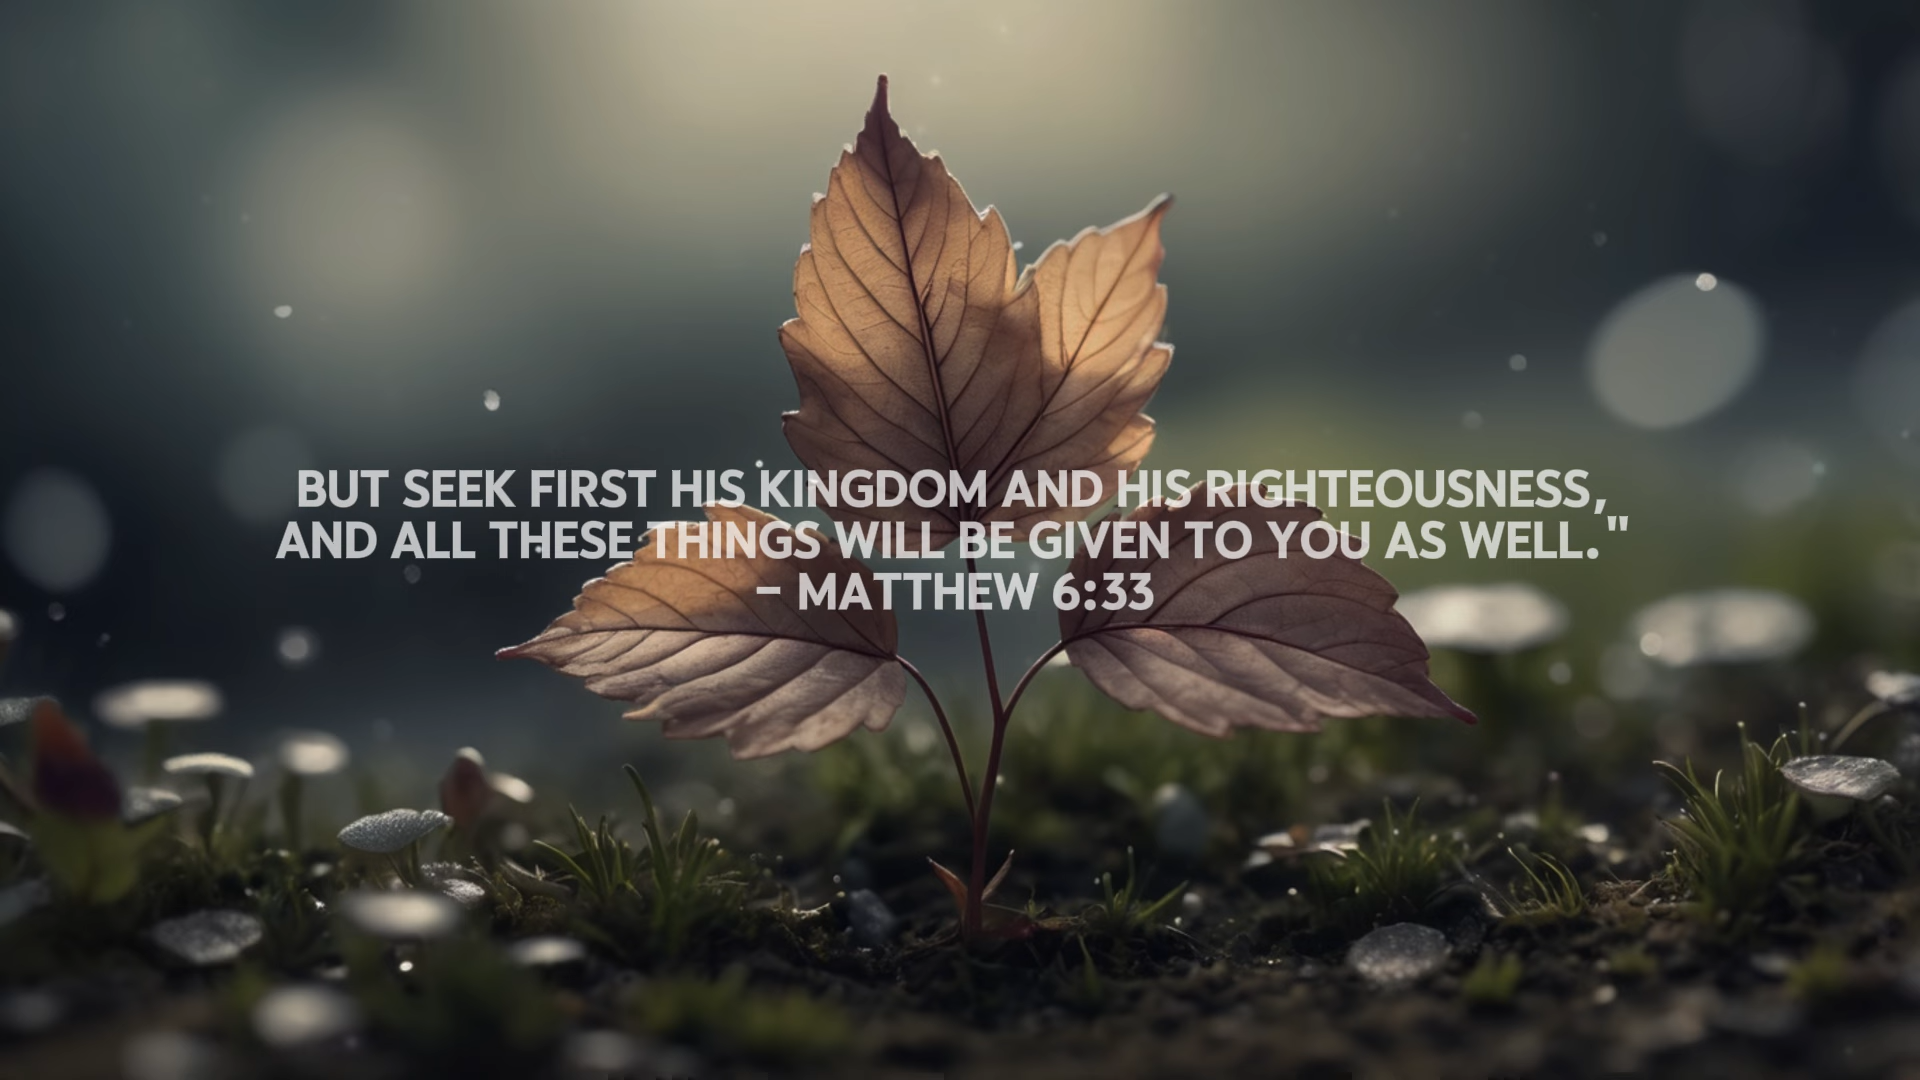 BUT SEEK FIRST HIS KINGDOM AND HIS RIGHTEOUSNESS,
AND ALL THESE THINGS WILL BE GIVEN TO YOU AS WELL."
– MATTHEW 6:33